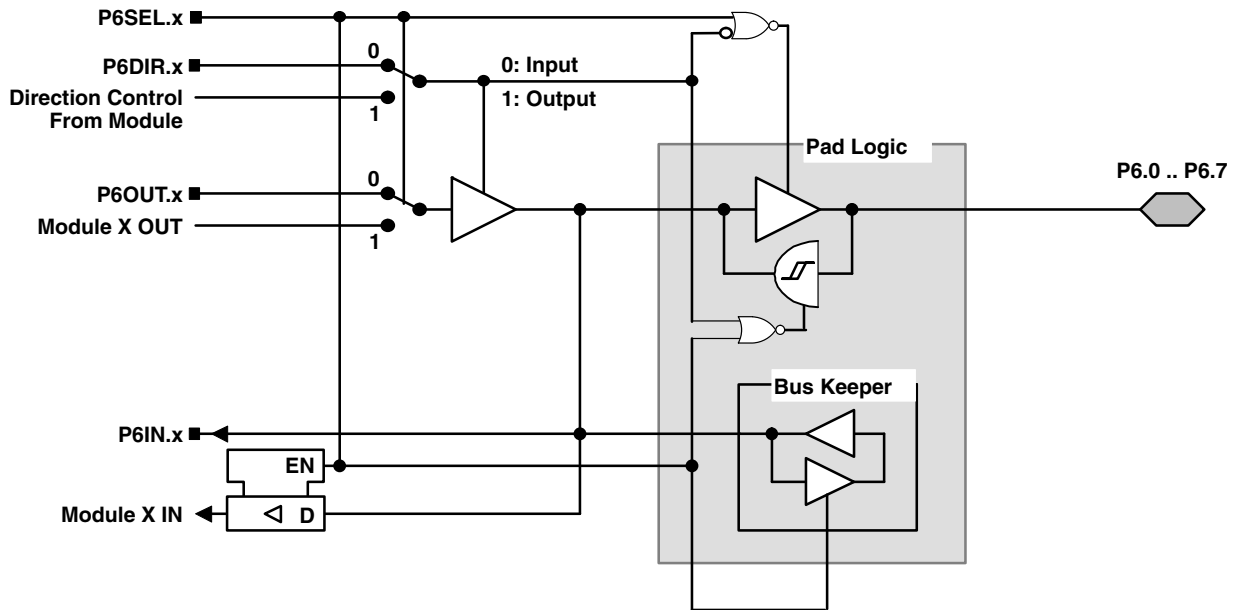 P6SEL.x
P6DIR.x
0
Direction Control
From Module
1
0: Input
1: Output
Pad Logic
P6.0 .. P6.7
P6OUT.x
0
Module X OUT
1
Bus Keeper
P6IN.x
EN
Module X IN
D